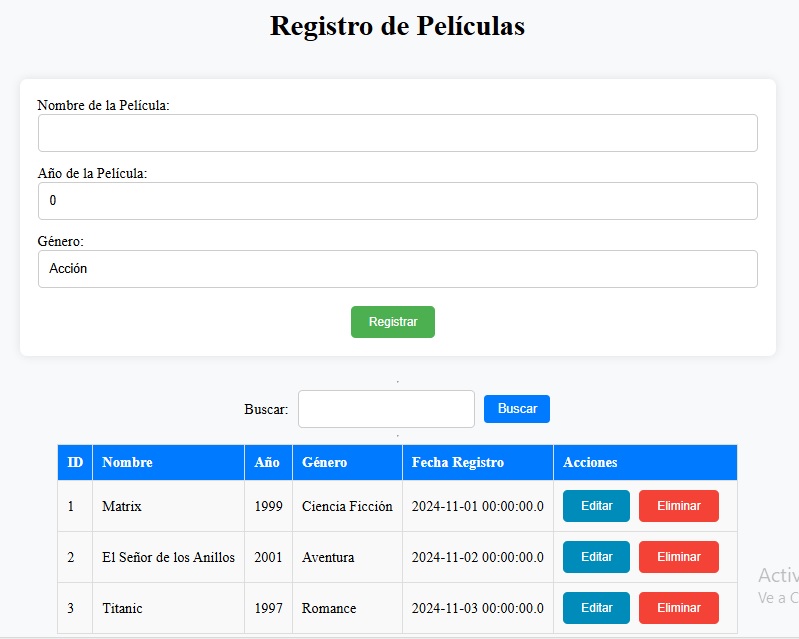 Registro de Películas
Nombre de la Película:
Año de la Película:
0
Género:
Acción
Registrar
Buscar: Buscar
ID Nombre Año Género Fecha Registro Acciones
1 Matrix 1999 Ciencia Ficción 2024-11-01 00:00:00.0 Editar Eliminar
2 El Señor de los Anillos 2001 Aventura 2024-11-02 00:00:00.0 Editar Eliminar
3 Titanic 1997 Romance 2024-11-03 00:00:00.0 Editar Eliminar
Activ
Ve a C